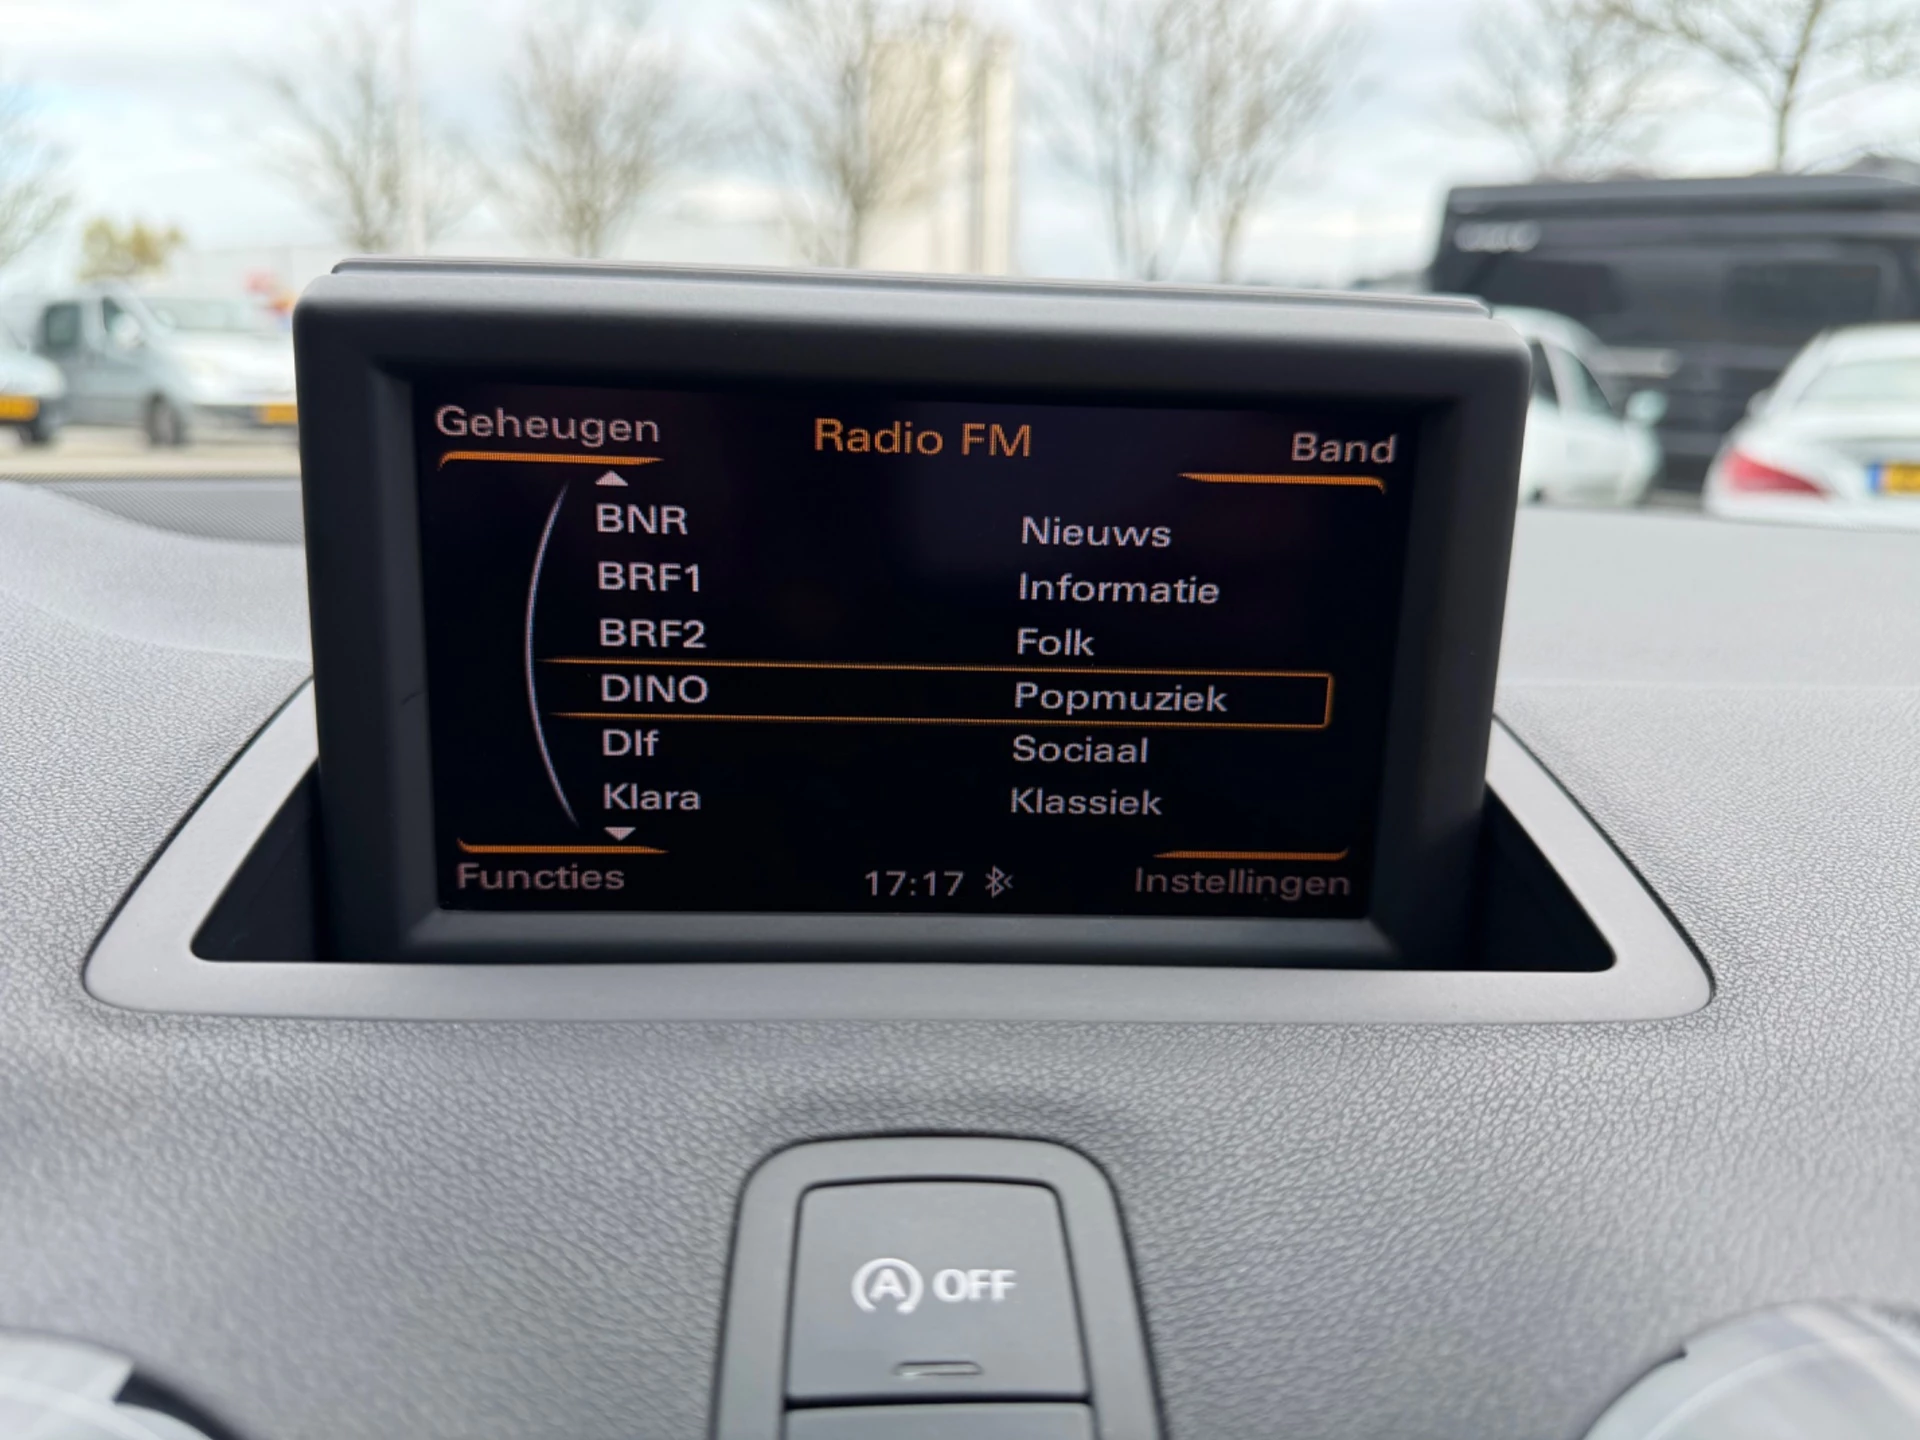 Geheugen Radio FM Band
BNR Nieuws
BRF1 Informatie
BRF2 Folk
DINO Popmuziek
Dlf Sociaal
Klara Klassiek
Functies 17:17 Instellingen
A OFF